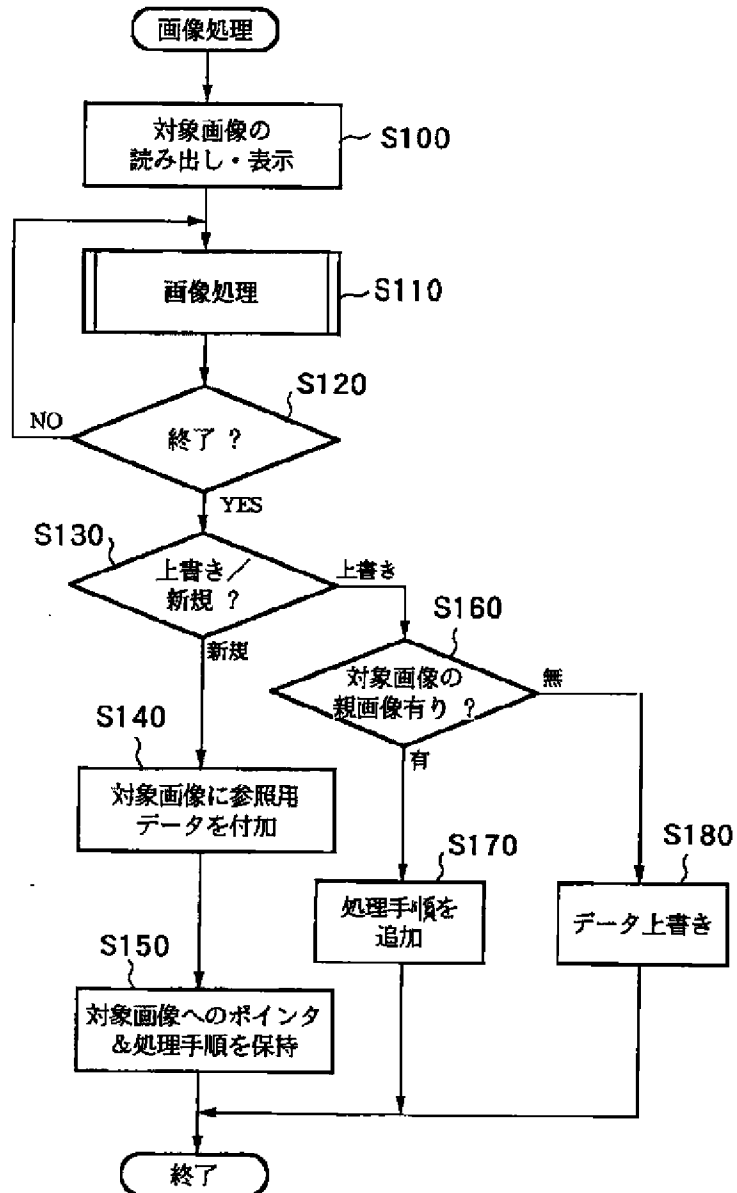 画像処理
対象画像の
読み出し・表示
S100
画像処理
S110
S120
終了 ?
NO
YES
S130
上書き/
新規 ?
上書き
新規
S160
対象画像の
親画像有り ?
無
有
S140
対象画像に参照用
データを付加
S170
処理手順を
追加
S180
データ上書き
S150
対象画像へのポインタ
&処理手順を保持
終了